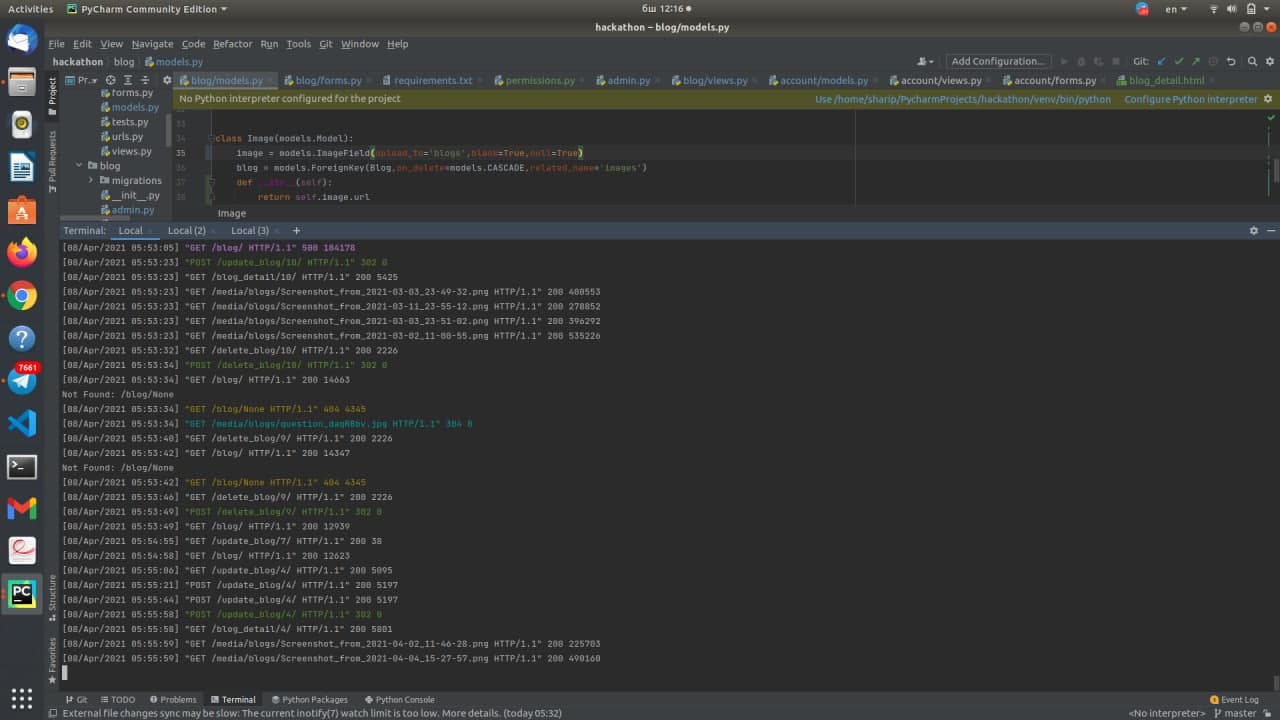 Activities PyCharm Community Edition бш 12:16 en
hackathon – blog/models.py
File Edit View Navigate Code Refactor Run Tools Git Window Help
hackathon blog models.py Add Configuration... Git:
Pr... blog/models.py blog/forms.py requirements.txt permissions.py admin.py blog/views.py account/models.py account/views.py account/forms.py blog_detail.html
No Python interpreter configured for the project Use /home/sharip/PycharmProjects/hackathon/venv/bin/python Configure Python interpreter
Project
Pull Requests
forms.py
models.py
tests.py
urls.py
views.py
blog
migrations
__init__.py
admin.py
33
34 class Image(models.Model):
35 image = models.ImageField(upload_to='blogs',blank=True,null=True)
36 blog = models.ForeignKey(Blog,on_delete=models.CASCADE,related_name='images')
37 def __str__(self):
38 return self.image.url
Image
Terminal: Local Local (2) Local (3) +
[08/Apr/2021 05:53:05] "GET /blog/ HTTP/1.1" 500 184178
[08/Apr/2021 05:53:23] "POST /update_blog/10/ HTTP/1.1" 302 0
[08/Apr/2021 05:53:23] "GET /blog_detail/10/ HTTP/1.1" 200 5425
[08/Apr/2021 05:53:23] "GET /media/blogs/Screenshot_from_2021-03-03_23-49-32.png HTTP/1.1" 200 400553
[08/Apr/2021 05:53:23] "GET /media/blogs/Screenshot_from_2021-03-11_23-55-12.png HTTP/1.1" 200 278852
[08/Apr/2021 05:53:23] "GET /media/blogs/Screenshot_from_2021-03-03_23-51-02.png HTTP/1.1" 200 396292
[08/Apr/2021 05:53:23] "GET /media/blogs/Screenshot_from_2021-03-02_11-00-55.png HTTP/1.1" 200 535226
[08/Apr/2021 05:53:32] "GET /delete_blog/10/ HTTP/1.1" 200 2226
[08/Apr/2021 05:53:34] "POST /delete_blog/10/ HTTP/1.1" 302 0
[08/Apr/2021 05:53:34] "GET /blog/ HTTP/1.1" 200 14663
Not Found: /blog/None
[08/Apr/2021 05:53:34] "GET /blog/None HTTP/1.1" 404 4345
[08/Apr/2021 05:53:34] "GET /media/blogs/question_daqRBbv.jpg HTTP/1.1" 304 0
[08/Apr/2021 05:53:40] "GET /delete_blog/9/ HTTP/1.1" 200 2226
[08/Apr/2021 05:53:42] "GET /blog/ HTTP/1.1" 200 14347
Not Found: /blog/None
[08/Apr/2021 05:53:42] "GET /blog/None HTTP/1.1" 404 4345
[08/Apr/2021 05:53:46] "GET /delete_blog/9/ HTTP/1.1" 200 2226
[08/Apr/2021 05:53:49] "POST /delete_blog/9/ HTTP/1.1" 302 0
[08/Apr/2021 05:53:49] "GET /blog/ HTTP/1.1" 200 12939
[08/Apr/2021 05:54:55] "GET /update_blog/7/ HTTP/1.1" 200 38
[08/Apr/2021 05:54:58] "GET /blog/ HTTP/1.1" 200 12623
[08/Apr/2021 05:55:06] "GET /update_blog/4/ HTTP/1.1" 200 5095
[08/Apr/2021 05:55:21] "POST /update_blog/4/ HTTP/1.1" 200 5197
[08/Apr/2021 05:55:44] "POST /update_blog/4/ HTTP/1.1" 200 5197
[08/Apr/2021 05:55:58] "POST /update_blog/4/ HTTP/1.1" 302 0
[08/Apr/2021 05:55:58] "GET /blog_detail/4/ HTTP/1.1" 200 5801
[08/Apr/2021 05:55:59] "GET /media/blogs/Screenshot_from_2021-04-02_11-46-28.png HTTP/1.1" 200 225703
[08/Apr/2021 05:55:59] "GET /media/blogs/Screenshot_from_2021-04-04_15-27-57.png HTTP/1.1" 200 490160
7661
PC
Structure
Favorites
Git TODO Problems Terminal Python Packages Python Console Event Log
External file changes sync may be slow: The current inotify(7) watch limit is too low. More details. (today 05:32) <No interpreter> master